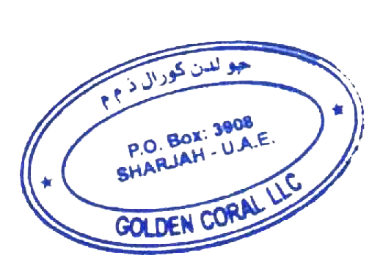 جولدن كورال ذ م م
P.O. Box: 3908
SHARJAH - U.A.E.
GOLDEN CORAL LLC